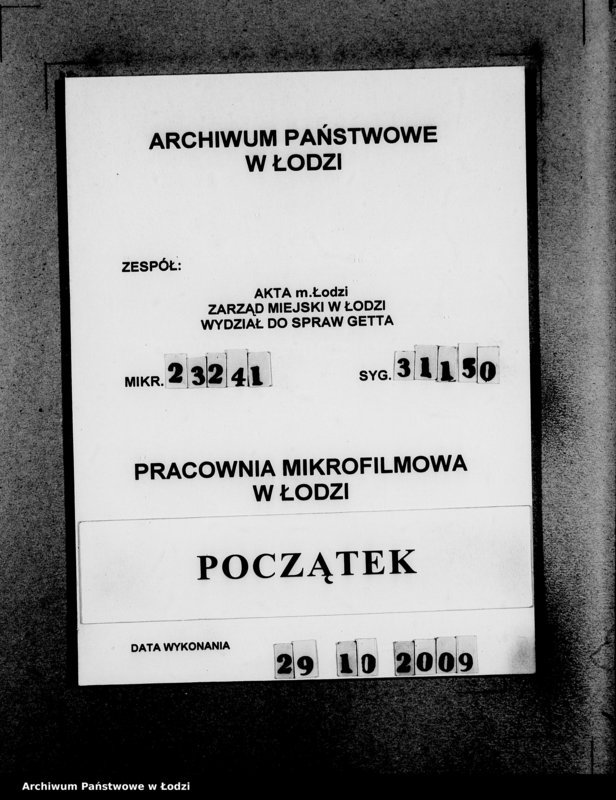 ARCHIWUM PAŃSTWOWE
W ŁODZI
ZESPÓŁ:
AKTA m.Łodzi
ZARZĄD MIEJSKI W ŁODZI
WYDZIAŁ DO SPRAW GETTA
MIKR. 23241 SYG. 31150
PRACOWNIA MIKROFILMOWA
W ŁODZI
POCZĄTEK
DATA WYKONANIA 29 10 2009
Archiwum Państwowe w Łodzi